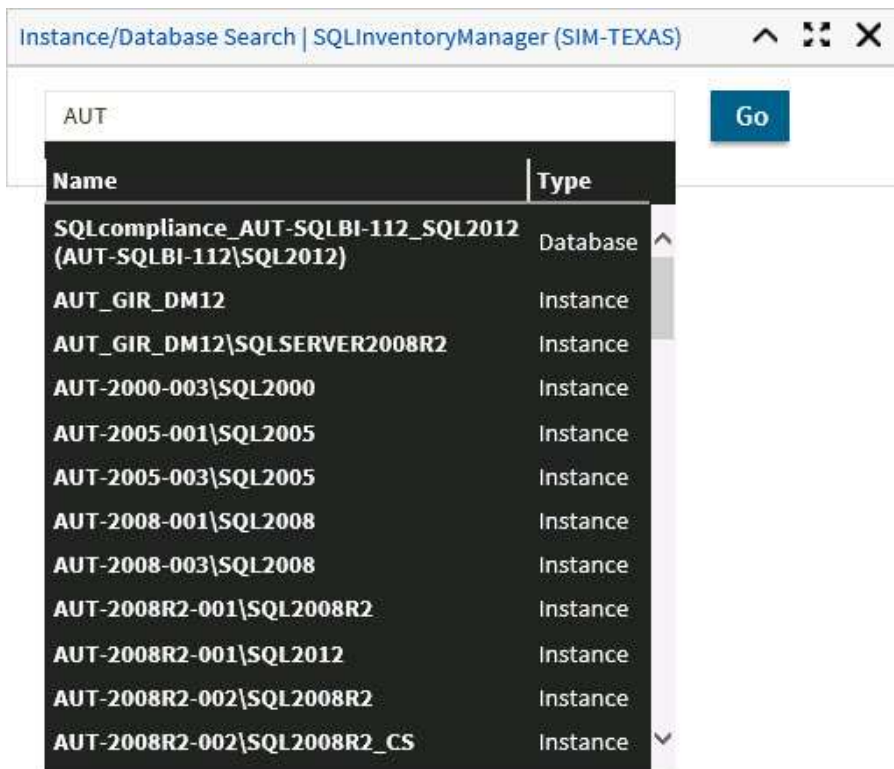 Instance/Database Search | SQLInventoryManager (SIM-TEXAS)
AUT
Go
Name Type
SQLcompliance_AUT-SQLBI-112_SQL2012
(AUT-SQLBI-112\SQL2012) Database
AUT_GIR_DM12 Instance
AUT_GIR_DM12\SQLSERVER2008R2 Instance
AUT-2000-003\SQL2000 Instance
AUT-2005-001\SQL2005 Instance
AUT-2005-003\SQL2005 Instance
AUT-2008-001\SQL2008 Instance
AUT-2008-003\SQL2008 Instance
AUT-2008R2-001\SQL2008R2 Instance
AUT-2008R2-001\SQL2012 Instance
AUT-2008R2-002\SQL2008R2 Instance
AUT-2008R2-002\SQL2008R2_CS Instance